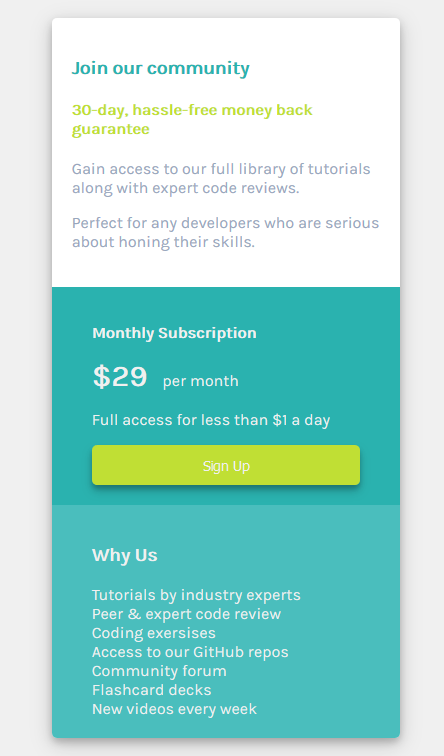 Join our community
30-day, hassle-free money back
guarantee
Gain access to our full library of tutorials
along with expert code reviews.
Perfect for any developers who are serious
about honing their skills.
Monthly Subscription
$29 per month
Full access for less than $1 a day
Sign Up
Why Us
Tutorials by industry experts
Peer & expert code review
Coding exersises
Access to our GitHub repos
Community forum
Flashcard decks
New videos every week